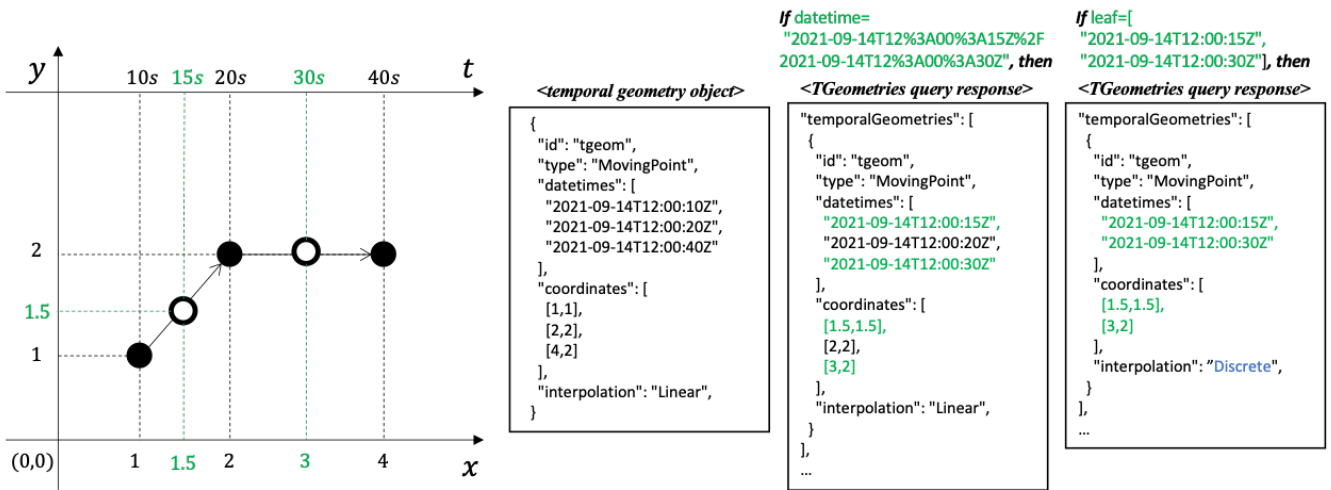 y
10s 15s 20s 30s 40s t
2
1.5
1
(0,0) 1 1.5 2 3 4 x
<temporal geometry object>
{
"id": "tgeom",
"type": "MovingPoint",
"datetimes": [
"2021-09-14T12:00:10Z",
"2021-09-14T12:00:20Z",
"2021-09-14T12:00:40Z"
],
"coordinates": [
[1,1],
[2,2],
[4,2]
],
"interpolation": "Linear",
}
If datetime=
"2021-09-14T12%3A00%3A15Z%2F
2021-09-14T12%3A00%3A30Z", then
<TGeometries query response>
"temporalGeometries": [
{
"id": "tgeom",
"type": "MovingPoint",
"datetimes": [
"2021-09-14T12:00:15Z"
"2021-09-14T12:00:20Z",
"2021-09-14T12:00:30Z"
],
"coordinates": [
[1.5,1.5],
[2,2],
[3,2]
],
"interpolation": "Linear",
}
],
...
If leaf=[
"2021-09-14T12:00:15Z",
"2021-09-14T12:00:30Z"], then
<TGeometries query response>
"temporalGeometries": [
{
"id": "tgeom",
"type": "MovingPoint",
"datetimes": [
"2021-09-14T12:00:15Z"
"2021-09-14T12:00:30Z
],
"coordinates": [
[1.5,1.5],
[3,2]
],
"interpolation": ”Discrete",
}
],
...